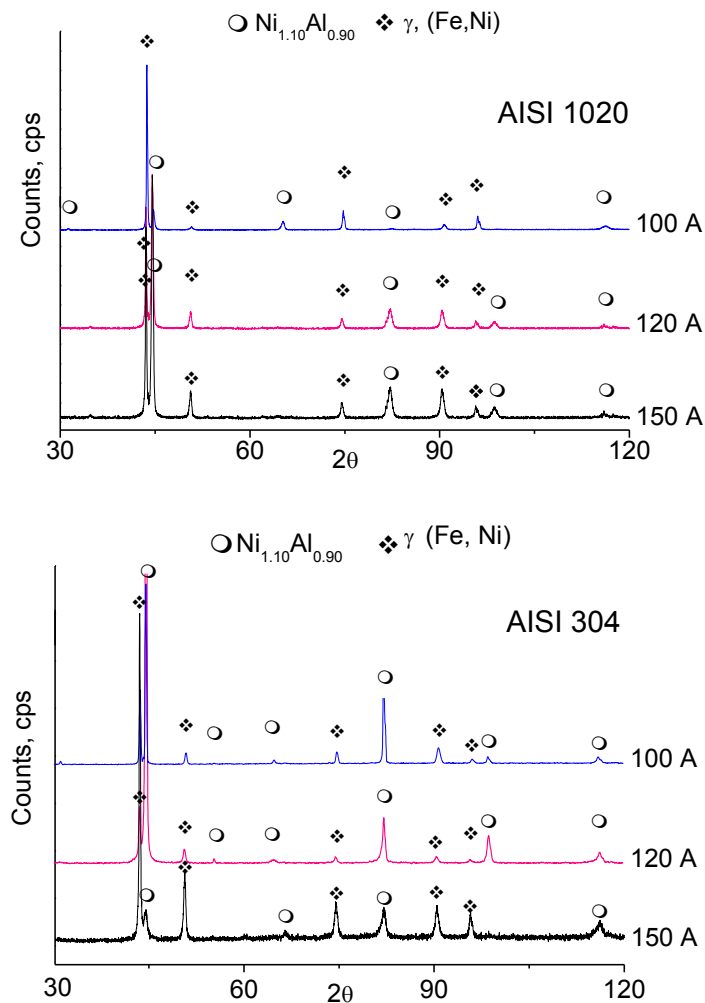 ❍ Ni1.10Al0.90 ❖ γ, (Fe,Ni)
AISI 1020
Counts, cps
100 A
120 A
150 A
30 60 90 120
2θ
❍ Ni1.10Al0.90 ❖ γ (Fe, Ni)
AISI 304
Counts, cps
100 A
120 A
150 A
30 60 90 120
2θ